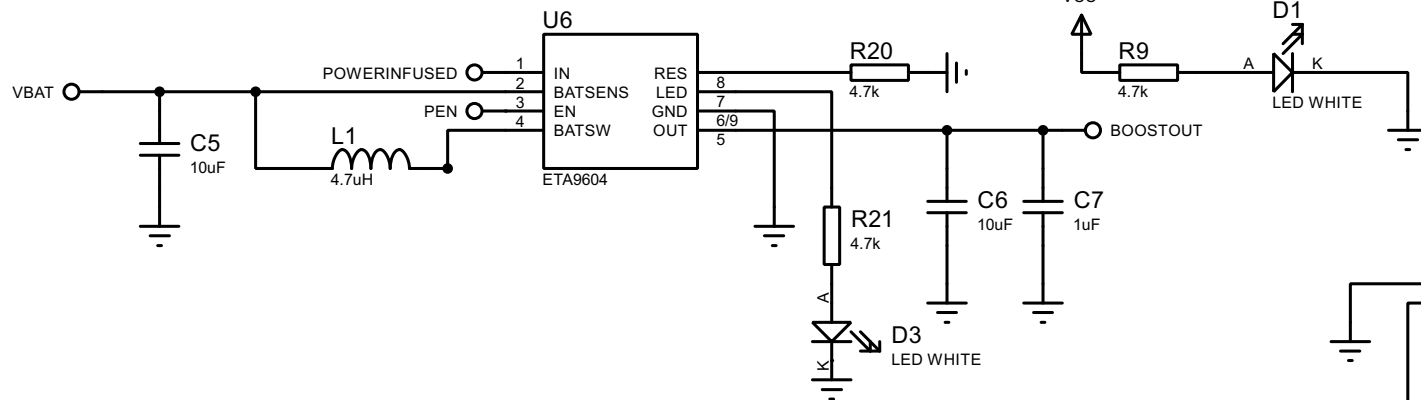 U6
D1
R20
R9
POWERINFUSED
1
IN
RES
A
K
VBAT
2
BATSENS
LED
8
4.7k
4.7k
LED WHITE
PEN
3
EN
GND
7
4
BATSW
OUT
6/9
BOOSTOUT
5
C5
10uF
L1
4.7uH
ETA9604
C6
10uF
C7
1uF
R21
4.7k
A
D3
LED WHITE
K